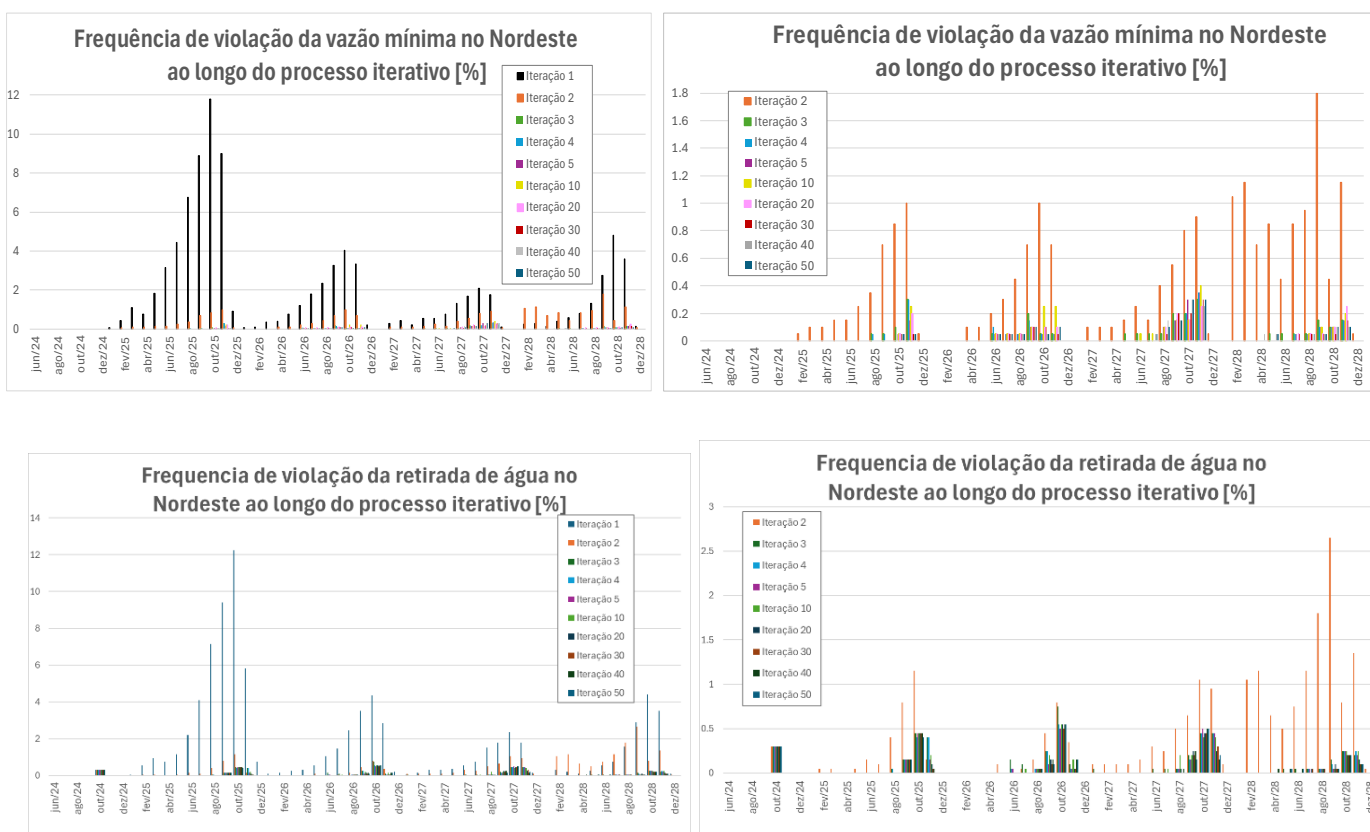 Frequência de violação da vazão mínima no Nordeste
ao longo do processo iterativo [%]
Iteração 1
Iteração 2
Iteração 3
Iteração 4
Iteração 5
Iteração 10
Iteração 20
Iteração 30
Iteração 40
Iteração 50
12
10
8
6
4
2
0
jun/24
ago/24
out/24
dez/24
fev/25
abr/25
jun/25
ago/25
out/25
dez/25
fev/26
abr/26
jun/26
ago/26
out/26
dez/26
fev/27
abr/27
jun/27
ago/27
out/27
dez/27
fev/28
abr/28
jun/28
ago/28
out/28
dez/28
Frequência de violação da vazão mínima no Nordeste
ao longo do processo iterativo [%]
Iteração 2
Iteração 3
Iteração 4
Iteração 5
Iteração 10
Iteração 20
Iteração 30
Iteração 40
Iteração 50
1.8
1.6
1.4
1.2
1
0.8
0.6
0.4
0.2
0
jun/24
ago/24
out/24
dez/24
fev/25
abr/25
jun/25
ago/25
out/25
dez/25
fev/26
abr/26
jun/26
ago/26
out/26
dez/26
fev/27
abr/27
jun/27
ago/27
out/27
dez/27
fev/28
abr/28
jun/28
ago/28
out/28
dez/28
Frequencia de violação da retirada de água no
Nordeste ao longo do processo iterativo [%]
Iteração 1
Iteração 2
Iteração 3
Iteração 4
Iteração 5
Iteração 10
Iteração 20
Iteração 30
Iteração 40
Iteração 50
14
12
10
8
6
4
2
0
jun/24
ago/24
out/24
dez/24
fev/25
abr/25
jun/25
ago/25
out/25
dez/25
fev/26
abr/26
jun/26
ago/26
out/26
dez/26
fev/27
abr/27
jun/27
ago/27
out/27
dez/27
fev/28
abr/28
jun/28
ago/28
out/28
dez/28
Frequencia de violação da retirada de água no
Nordeste ao longo do processo iterativo [%]
Iteração 2
Iteração 3
Iteração 4
Iteração 5
Iteração 10
Iteração 20
Iteração 30
Iteração 40
Iteração 50
3
2.5
2
1.5
1
0.5
0
jun/24
ago/24
out/24
dez/24
fev/25
abr/25
jun/25
ago/25
out/25
dez/25
fev/26
abr/26
jun/26
ago/26
out/26
dez/26
fev/27
abr/27
jun/27
ago/27
out/27
dez/27
fev/28
abr/28
jun/28
ago/28
out/28
dez/28